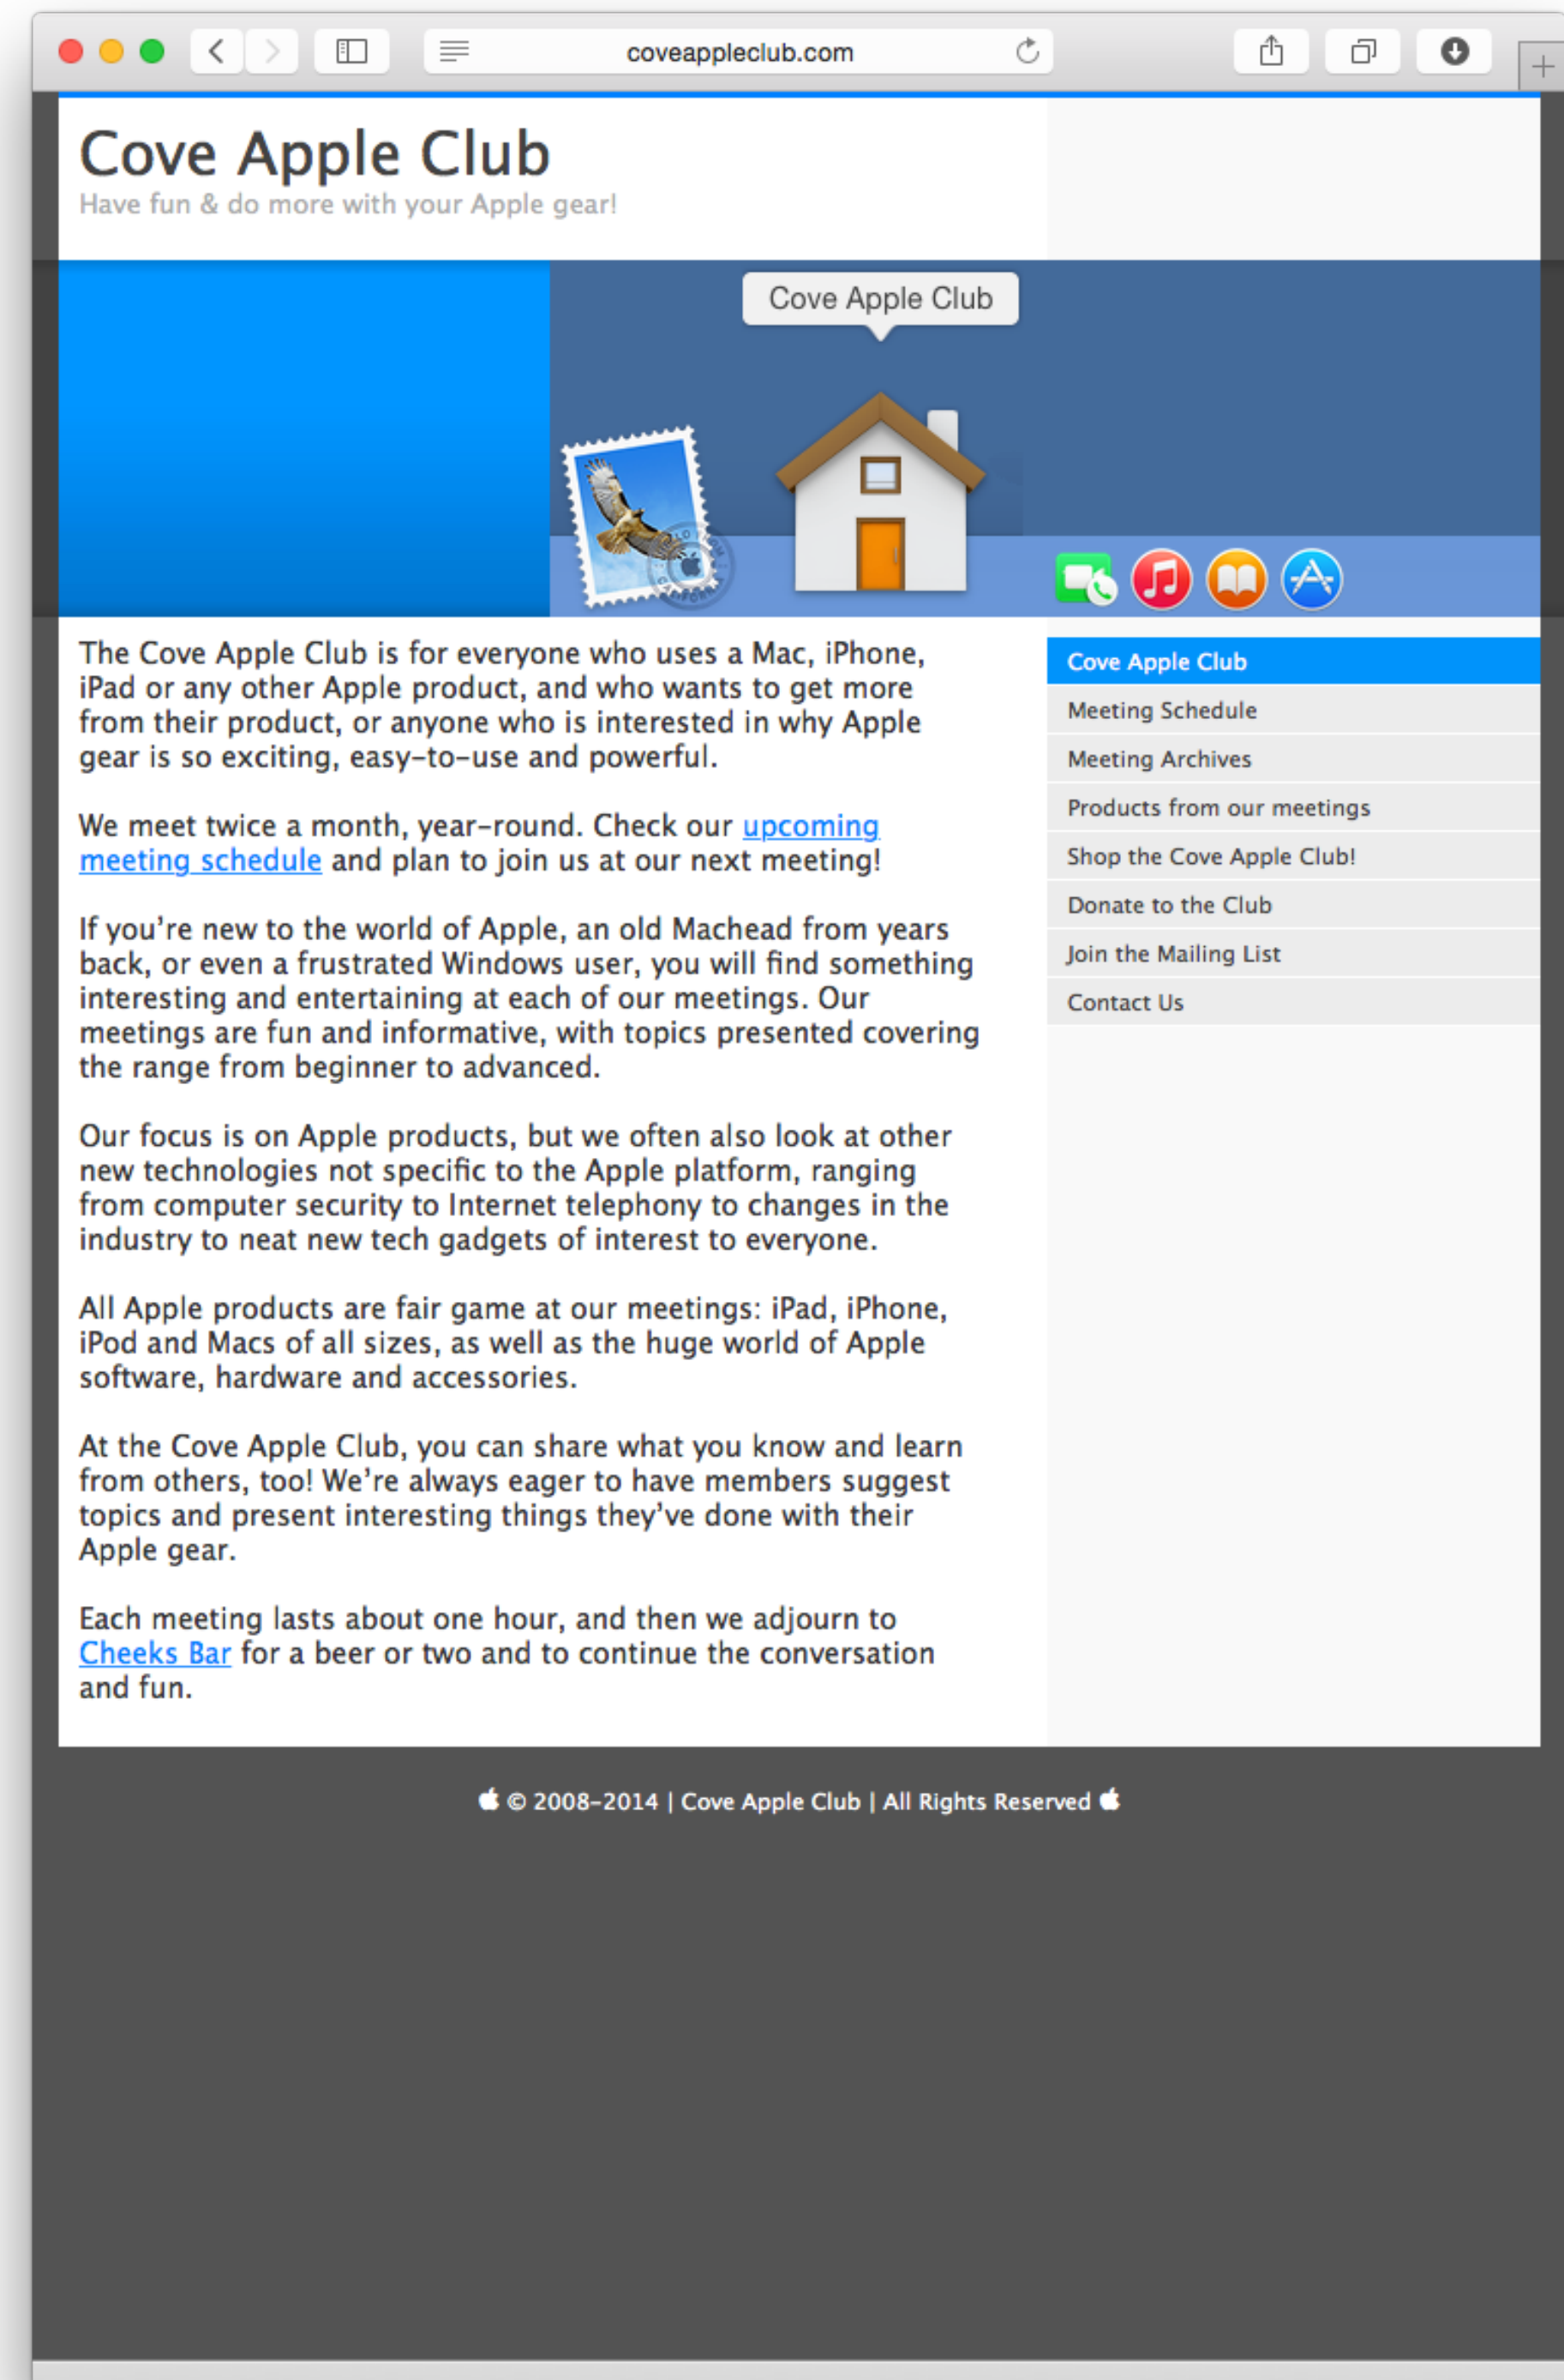 coveappleclub.com
Cove Apple Club
Have fun & do more with your Apple gear!
Cove Apple Club
The Cove Apple Club is for everyone who uses a Mac, iPhone,
iPad or any other Apple product, and who wants to get more
from their product, or anyone who is interested in why Apple
gear is so exciting, easy-to-use and powerful.
We meet twice a month, year-round. Check our upcoming
meeting schedule and plan to join us at our next meeting!
If you're new to the world of Apple, an old Machead from years
back, or even a frustrated Windows user, you will find something
interesting and entertaining at each of our meetings. Our
meetings are fun and informative, with topics presented covering
the range from beginner to advanced.
Our focus is on Apple products, but we often also look at other
new technologies not specific to the Apple platform, ranging
from computer security to Internet telephony to changes in the
industry to neat new tech gadgets of interest to everyone.
All Apple products are fair game at our meetings: iPad, iPhone,
iPod and Macs of all sizes, as well as the huge world of Apple
software, hardware and accessories.
At the Cove Apple Club, you can share what you know and learn
from others, too! We're always eager to have members suggest
topics and present interesting things they've done with their
Apple gear.
Each meeting lasts about one hour, and then we adjourn to
Cheeks Bar for a beer or two and to continue the conversation
and fun.
Cove Apple Club
Meeting Schedule
Meeting Archives
Products from our meetings
Shop the Cove Apple Club!
Donate to the Club
Join the Mailing List
Contact Us
© 2008-2014 | Cove Apple Club | All Rights Reserved